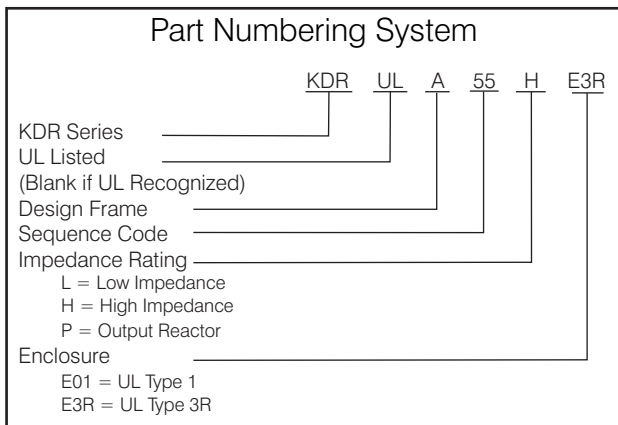 Part Numbering System
KDR UL A 55 H E3R
KDR Series
UL Listed
(Blank if UL Recognized)
Design Frame
Sequence Code
Impedance Rating
L = Low Impedance
H = High Impedance
P = Output Reactor
Enclosure
E01 = UL Type 1
E3R = UL Type 3R